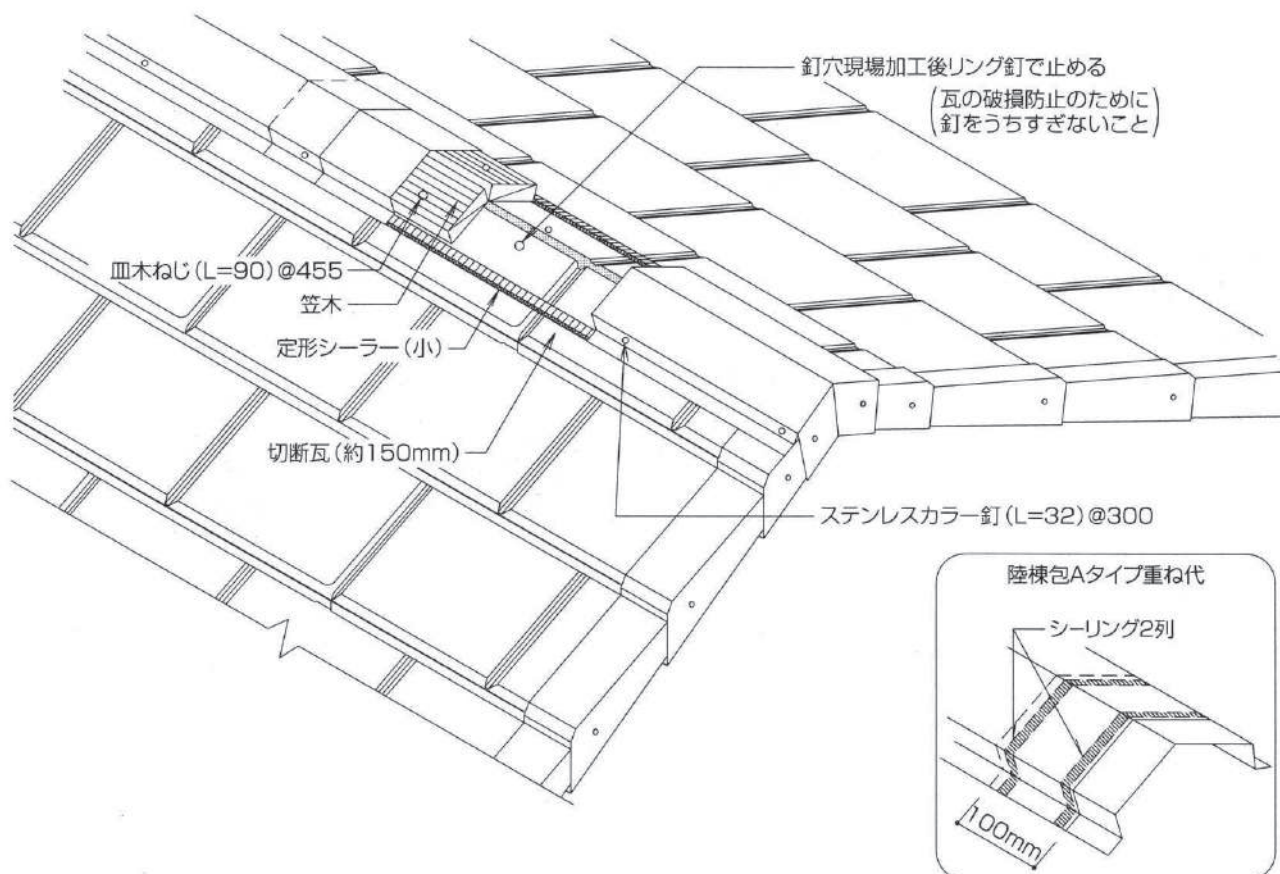 釘穴現場加工後リング釘で止める
(瓦の破損防止のために
釘をうちすぎないこと)
皿木ねじ(L=90)@455
笠木
定形シーラー(小)
切断瓦(約150mm)
ステンレスカラー釘(L=32)@300
陸棟包Aタイプ重ね代
シーリング2列
100mm